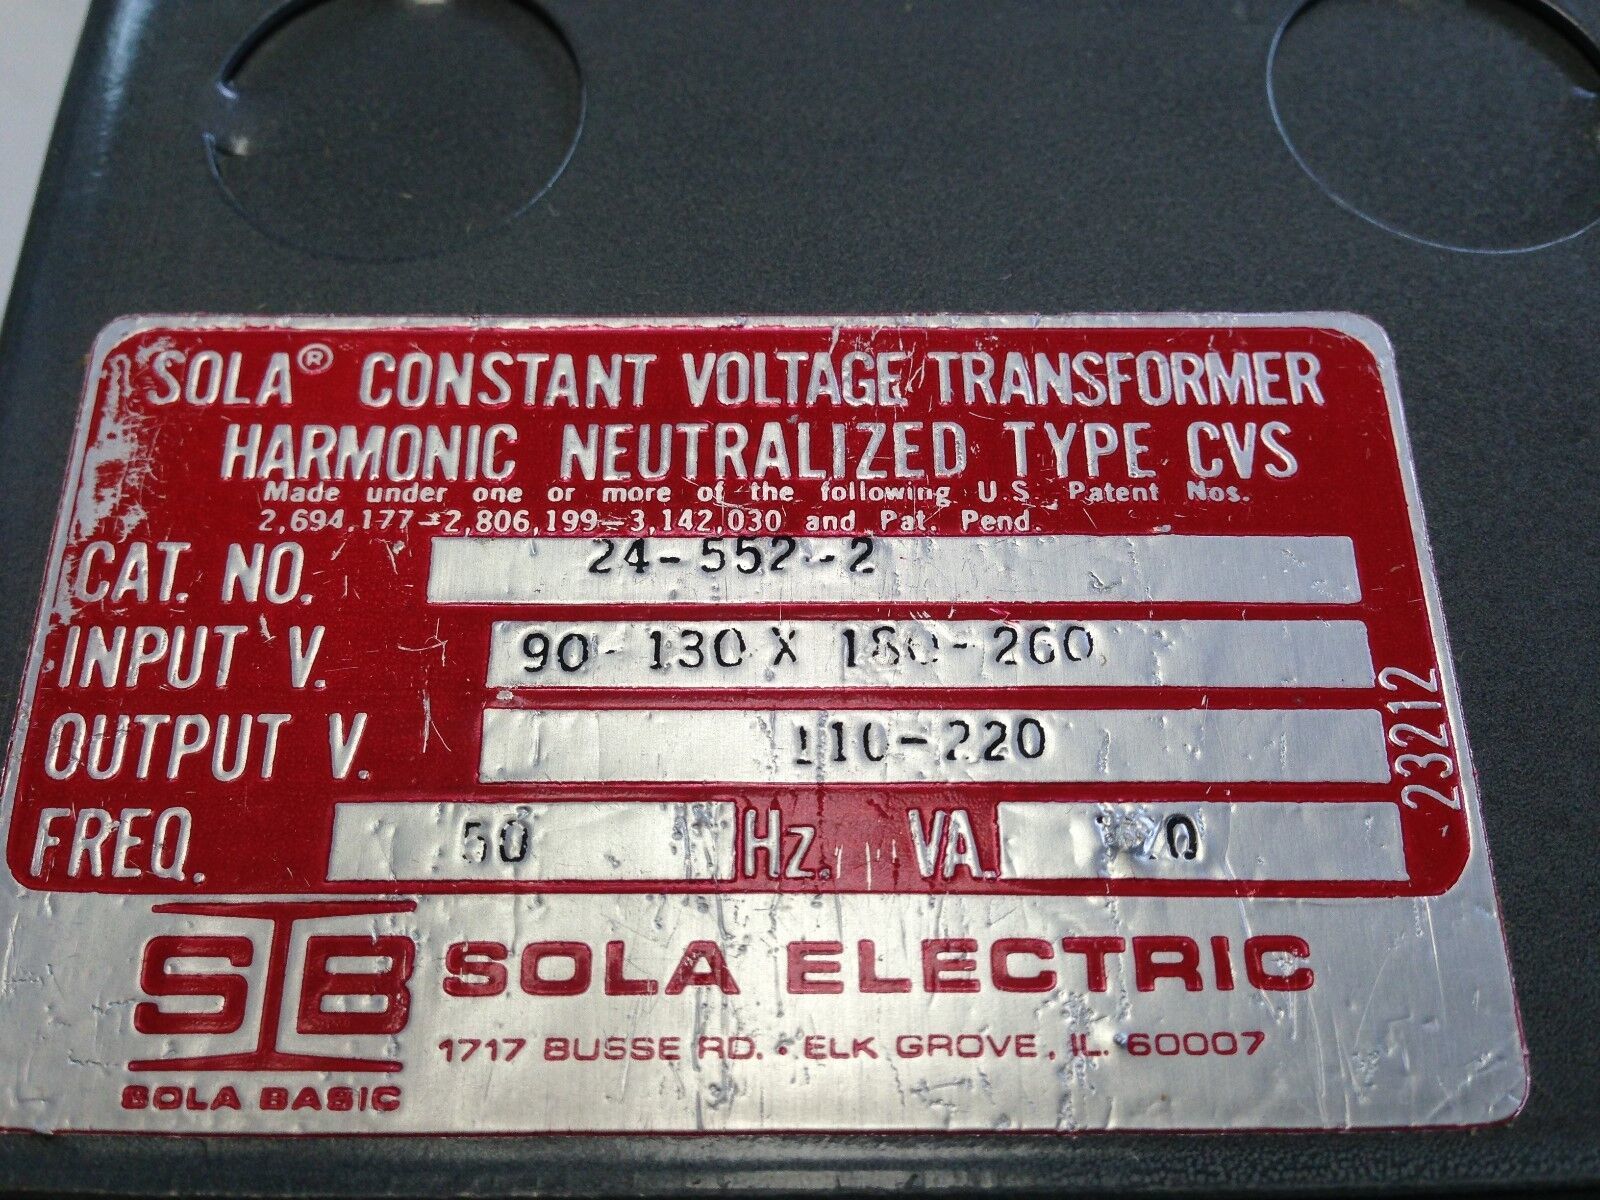 SOLA® CONSTANT VOLTAGE TRANSFORMER
HARMONIC NEUTRALIZED TYPE CVS
Made under one or more of the following U.S. Patent Nos.
2,694,177-2,806,199-3,142,030 and Pat. Pend.
CAT. NO. 24-552-2
INPUT V. 90-130 X 180-260
OUTPUT V. 110-220
FREQ. 50 Hz. VA.
23212
STB SOLA ELECTRIC
1717 BUSSE RD. • ELK GROVE, IL. 60007
SOLA BASIC